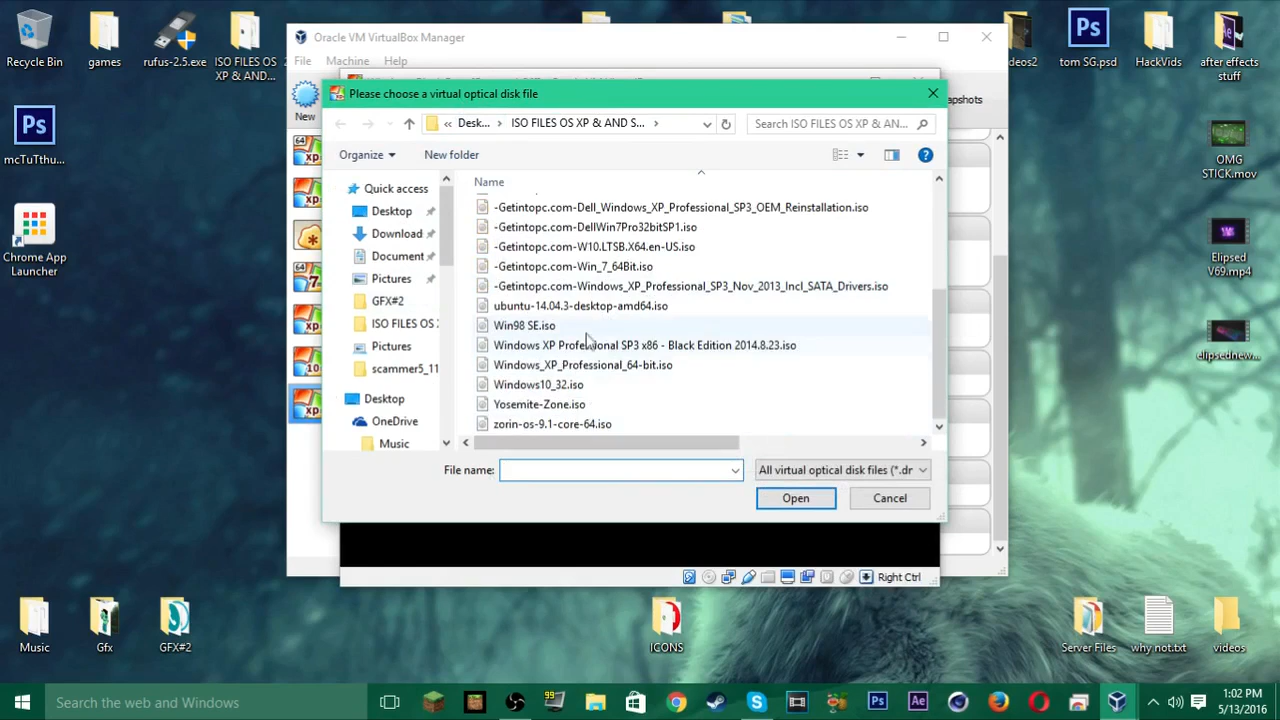 Recycle Bin
games
rufus-2.5.exe
ISO FILES OS
XP & AND...
Oracle VM VirtualBox Manager
File
Machine
Help
New
apshots
Please choose a virtual optical disk file
Desk...
ISO FILES OS XP & AND S...
Search ISO FILES OS XP & AN...
Organize
New folder
Quick access
Desktop
Download
Document
Pictures
GFX#2
ISO FILES OS
Pictures
scammer5_11
Desktop
OneDrive
Music
Name
-Getintopc.com-Dell_Windows_XP_Professional_SP3_OEM_Reinstallation.iso
-Getintopc.com-DellWin7Pro32bitSP1.iso
-Getintopc.com-W10.LTSB.X64.en-US.iso
-Getintopc.com-Win_7_64Bit.iso
-Getintopc.com-Windows_XP_Professional_SP3_Nov_2013_Incl_SATA_Drivers.iso
ubuntu-14.04.3-desktop-amd64.iso
Win98 SE.iso
Windows XP Professional SP3 x86 - Black Edition 2014.8.23.iso
Windows_XP_Professional_64-bit.iso
Windows10_32.iso
Yosemite-Zone.iso
zorin-os-9.1-core-64.iso
File name:
All virtual optical disk files (*.dr
Open
Cancel
Right Ctrl
mcTuTthu...
Chrome App
Launcher
tom SG.psd
HackVids
after effects
stuff
OMG
STICK.mov
Elipsed
V69.mp4
elipsednew...
Music
Gfx
GFX#2
ICONS
Server Files
why not.txt
videos
Search the web and Windows
1:02 PM
5/13/2016